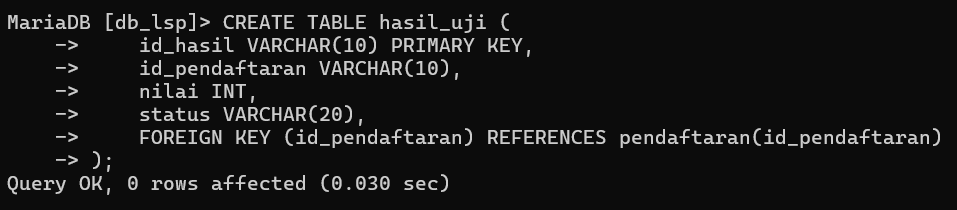 MariaDB [db_lsp]> CREATE TABLE hasil_uji (
    ->     id_hasil VARCHAR(10) PRIMARY KEY,
    ->     id_pendaftaran VARCHAR(10),
    ->     nilai INT,
    ->     status VARCHAR(20),
    ->     FOREIGN KEY (id_pendaftaran) REFERENCES pendaftaran(id_pendaftaran)
    -> );
Query OK, 0 rows affected (0.030 sec)